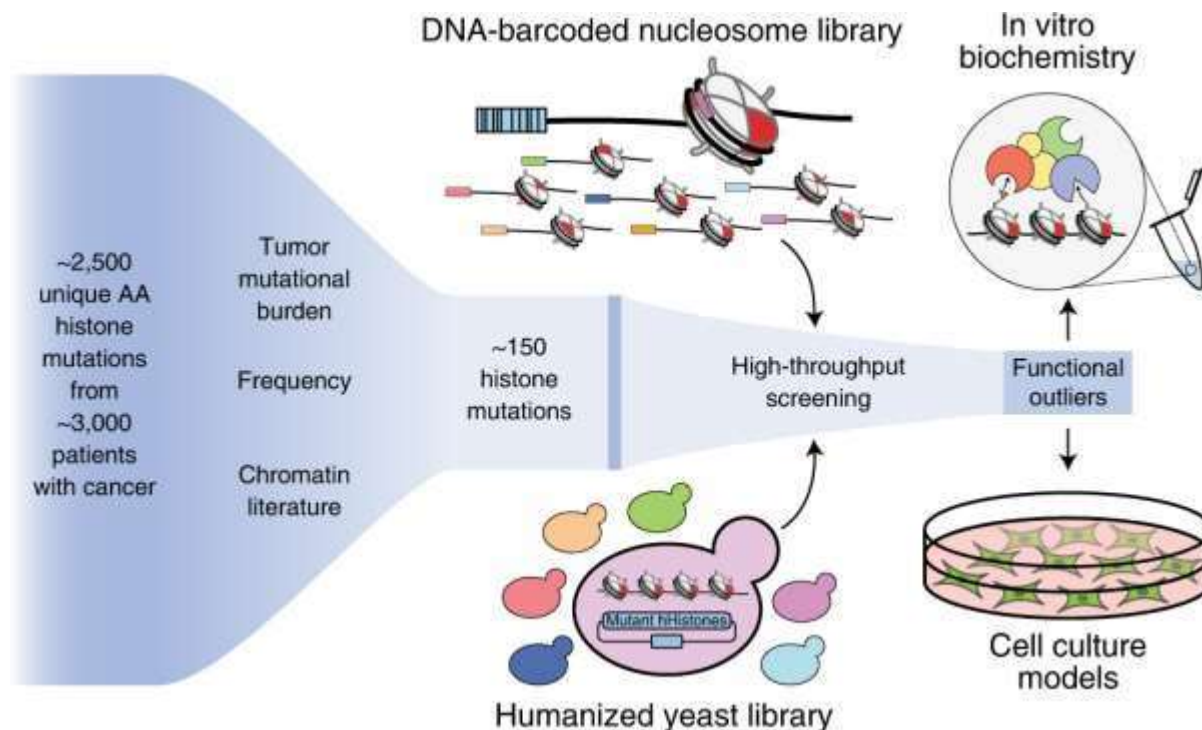 DNA-barcoded nucleosome library
In vitro
biochemistry
~2,500
unique AA
histone
mutations
from
~3,000
patients
with cancer
Tumor
mutational
burden
Frequency
Chromatin
literature
~150
histone
mutations
High-throughput
screening
Functional
outliers
Mutant hHistones
Humanized yeast library
Cell culture
models